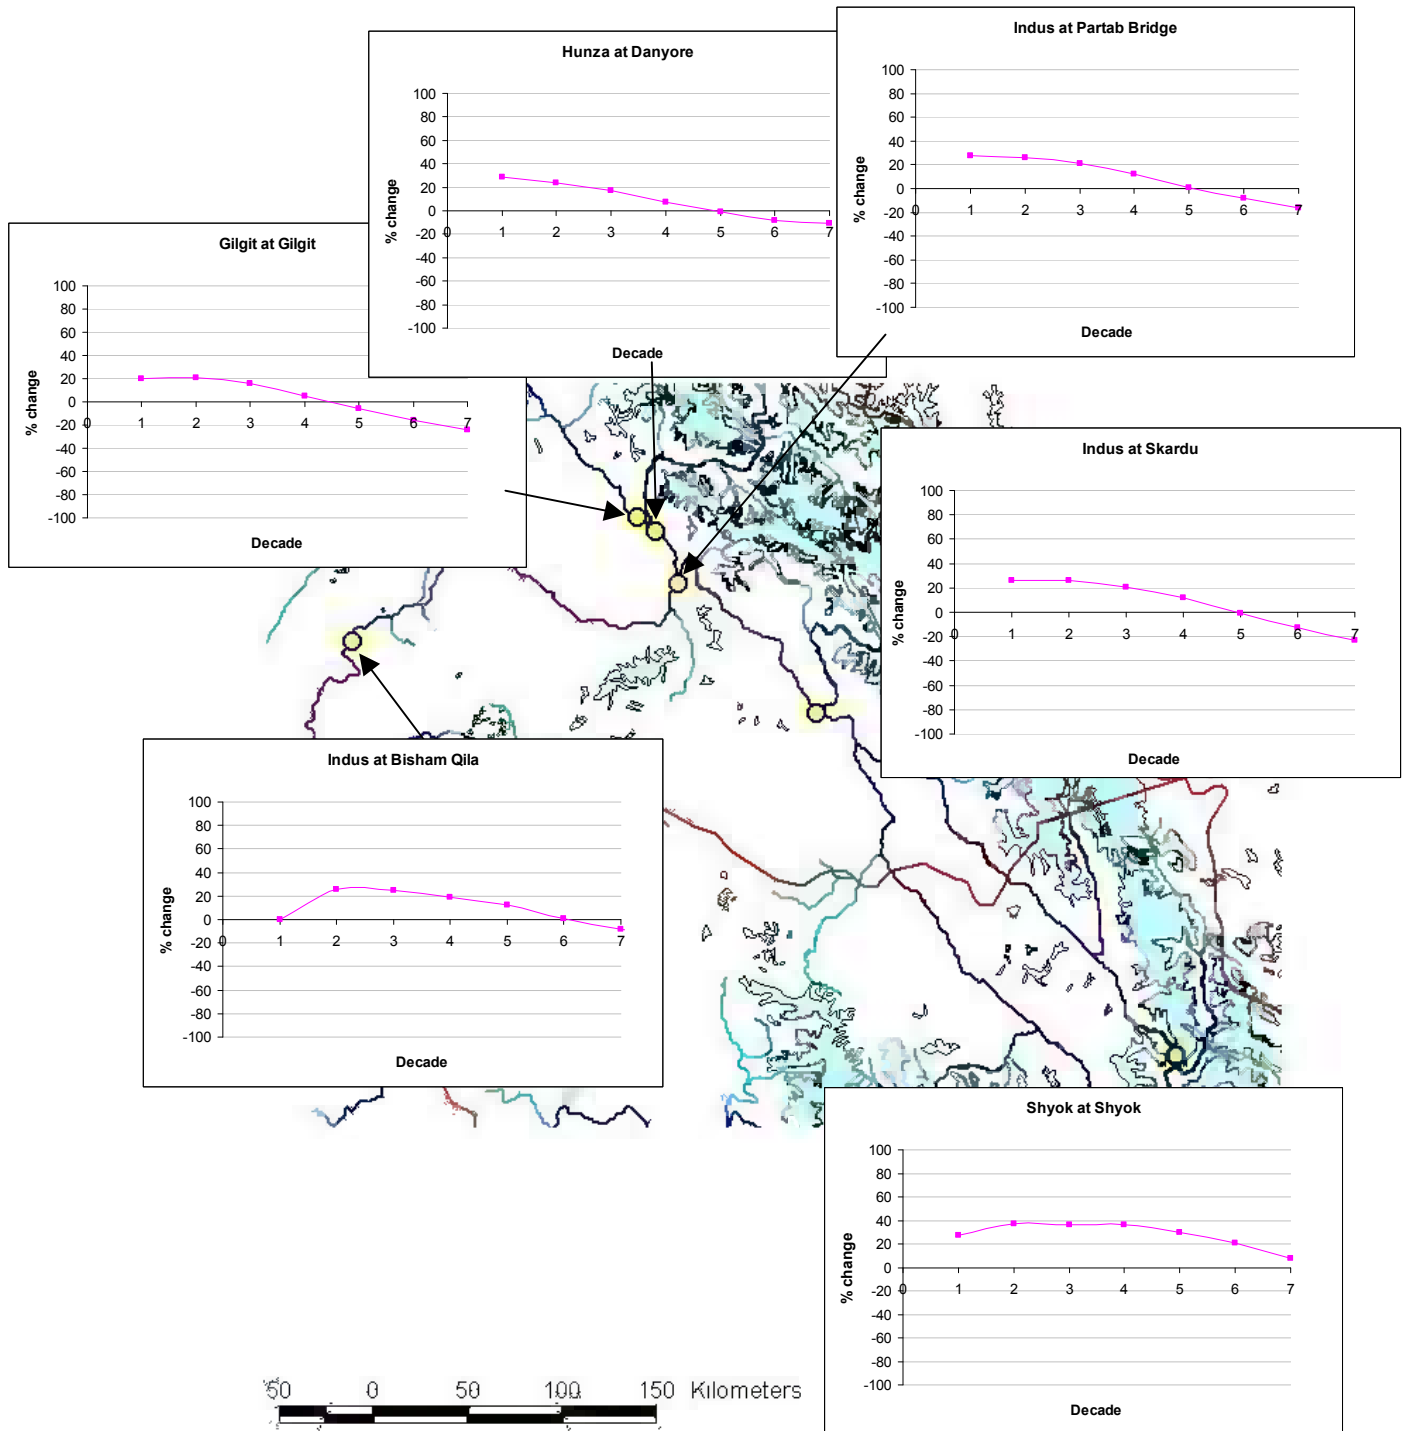 Indus at Partab Bridge
100
80
60
40
20
0
-20
-40
-60
-80
-100
0 1 2 3 4 5 6 7
% change
Decade
Hunza at Danyore
100
80
60
40
20
0
-20
-40
-60
-80
-100
0 1 2 3 4 5 6 7
% change
Decade
Gilgit at Gilgit
100
80
60
40
20
0
-20
-40
-60
-80
-100
0 1 2 3 4 5 6 7
% change
Decade
Indus at Skardu
100
80
60
40
20
0
-20
-40
-60
-80
-100
0 1 2 3 4 5 6 7
% change
Decade
Indus at Bisham Qila
100
80
60
40
20
0
-20
-40
-60
-80
-100
0 1 2 3 4 5 6 7
% change
Decade
Shyok at Shyok
100
80
60
40
20
0
-20
-40
-60
-80
-100
0 1 2 3 4 5 6 7
% change
Decade
50 0 50 100 150 Kilometers